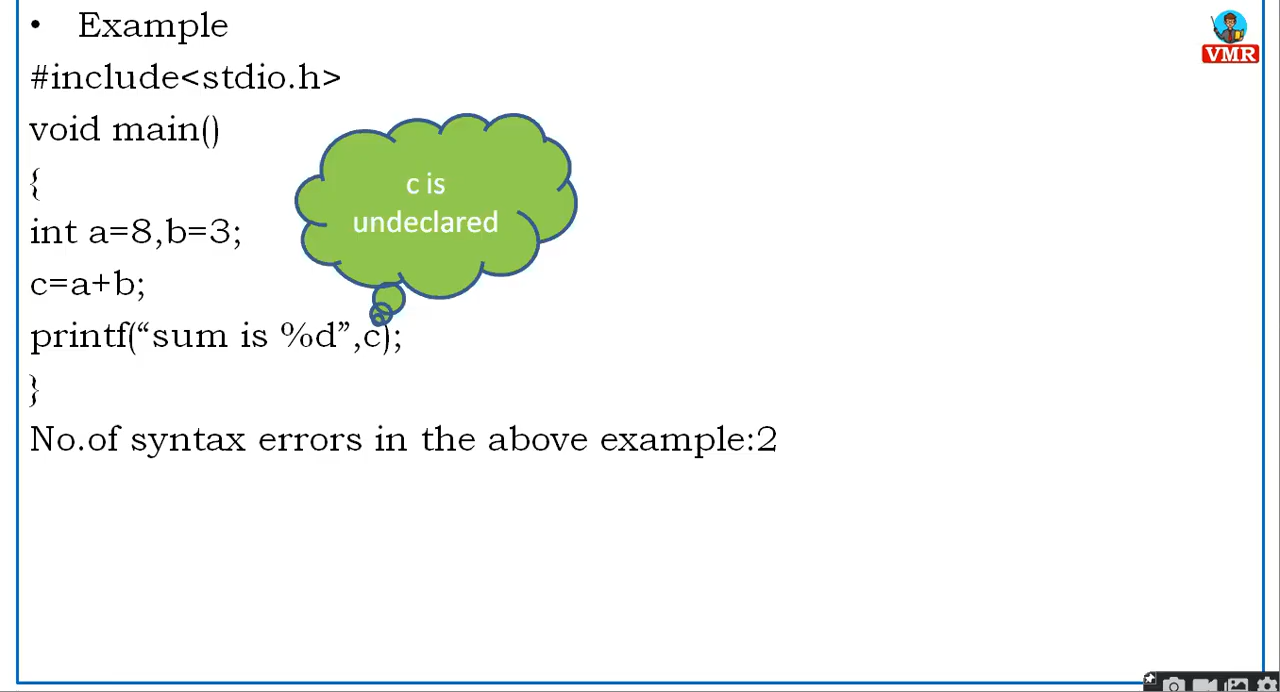 • Example
VMR
#include<stdio.h>
void main()
{
c is
undeclared
int a=8,b=3;
c=a+b;
printf(“sum is %d”,c);
}
No.of syntax errors in the above example:2